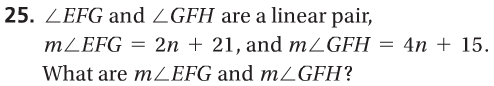 25. ∠EFG and ∠GFH are a linear pair,
m∠EFG = 2n + 21, and m∠GFH = 4n + 15.
What are m∠EFG and m∠GFH?